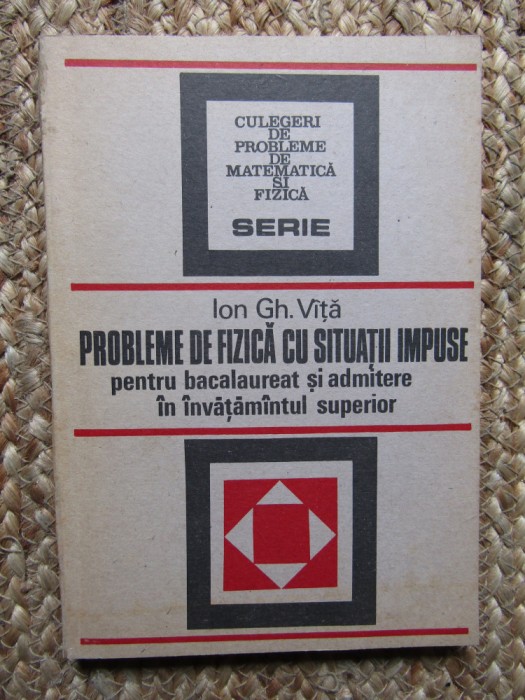 CULEGERI
DE
PROBLEME
DE
MATEMATICĂ
ȘI
FIZICĂ
SERIE
Ion Gh. Vîță
PROBLEME DE FIZICĂ CU SITUAȚII IMPUSE
pentru bacalaureat și admitere
în învățămîntul superior